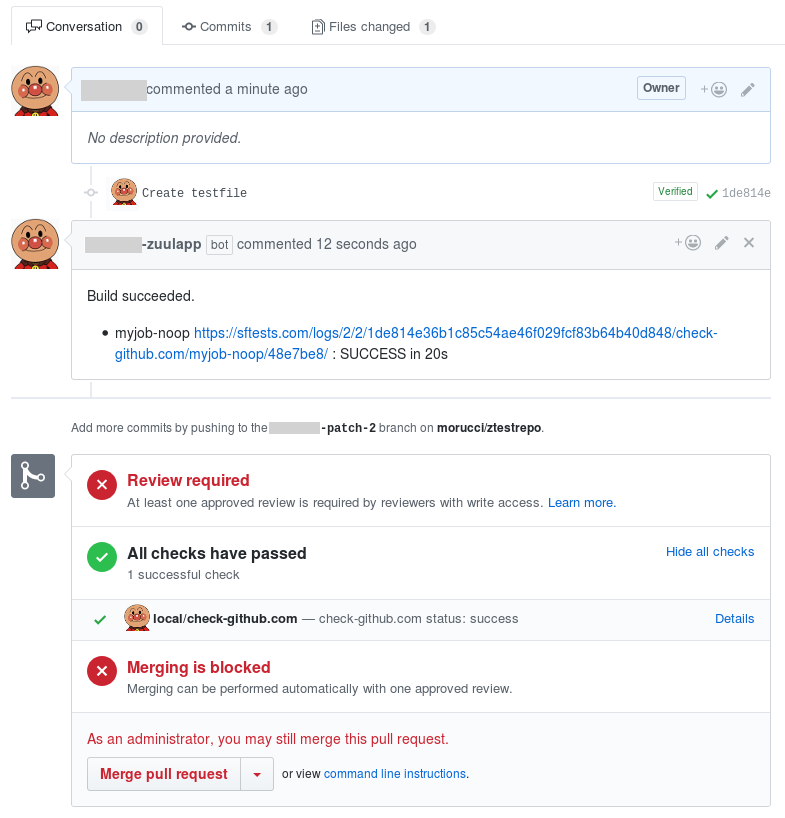 Conversation 0 Commits 1 Files changed 1
commented a minute ago Owner +
No description provided.
Create testfile Verified 1de814e
-zuulapp bot commented 12 seconds ago +
Build succeeded.
• myjob-noop https://sftests.com/logs/2/2/1de814e36b1c85c54ae46f029fcf83b64b40d848/check-
github.com/myjob-noop/48e7be8/ : SUCCESS in 20s
Add more commits by pushing to the -patch-2 branch on morucci/ztestrepo.
Review required
At least one approved review is required by reviewers with write access. Learn more.
All checks have passed Hide all checks
1 successful check
local/check-github.com — check-github.com status: success Details
Merging is blocked
Merging can be performed automatically with one approved review.
As an administrator, you may still merge this pull request.
Merge pull request or view command line instructions.